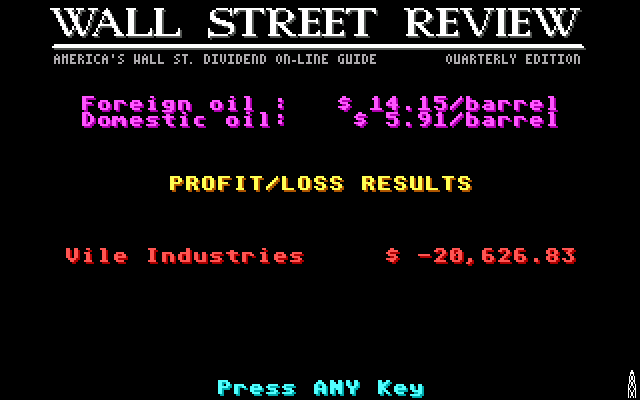 WALL STREET REVIEW
AMERICA'S WALL ST. DIVIDEND ON-LINE GUIDE QUARTERLY EDITION
Foreign oil : $ 14.15/barrel
Domestic oil: $ 5.91/barrel
PROFIT/LOSS RESULTS
Vile Industries $ -20,626.83
Press ANY Key